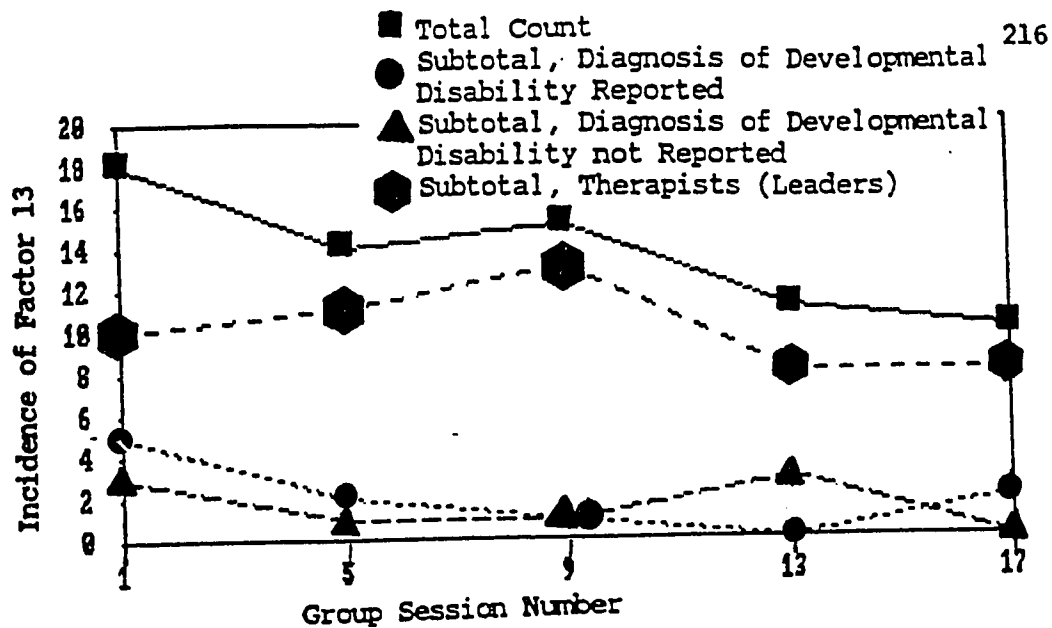 216
Total Count
Subtotal, Diagnosis of Developmental
Disability Reported
Subtotal, Diagnosis of Developmental
Disability not Reported
Subtotal, Therapists (Leaders)
Incidence of Factor 13
20
18
16
14
12
10
8
6
4
2
0
1 5 9 13 17
Group Session Number